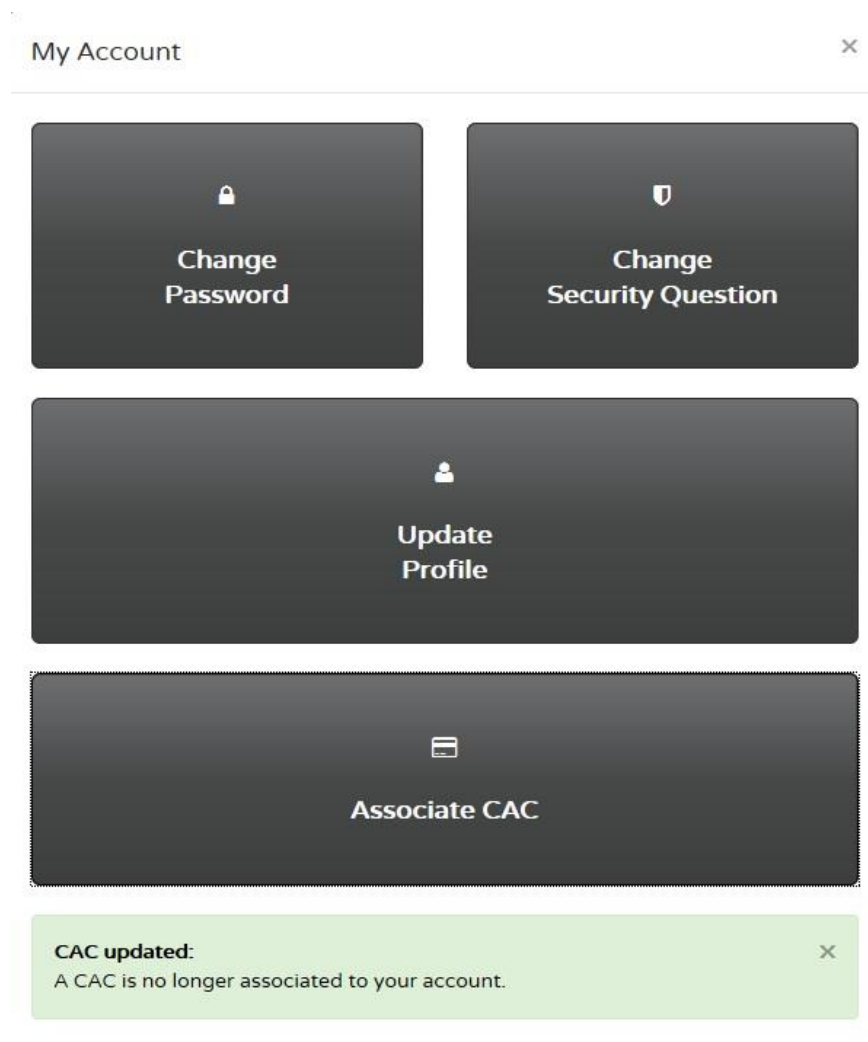 My Account
×
Change
Password
Change
Security Question
Update
Profile
Associate CAC
CAC updated:
×
A CAC is no longer associated to your account.